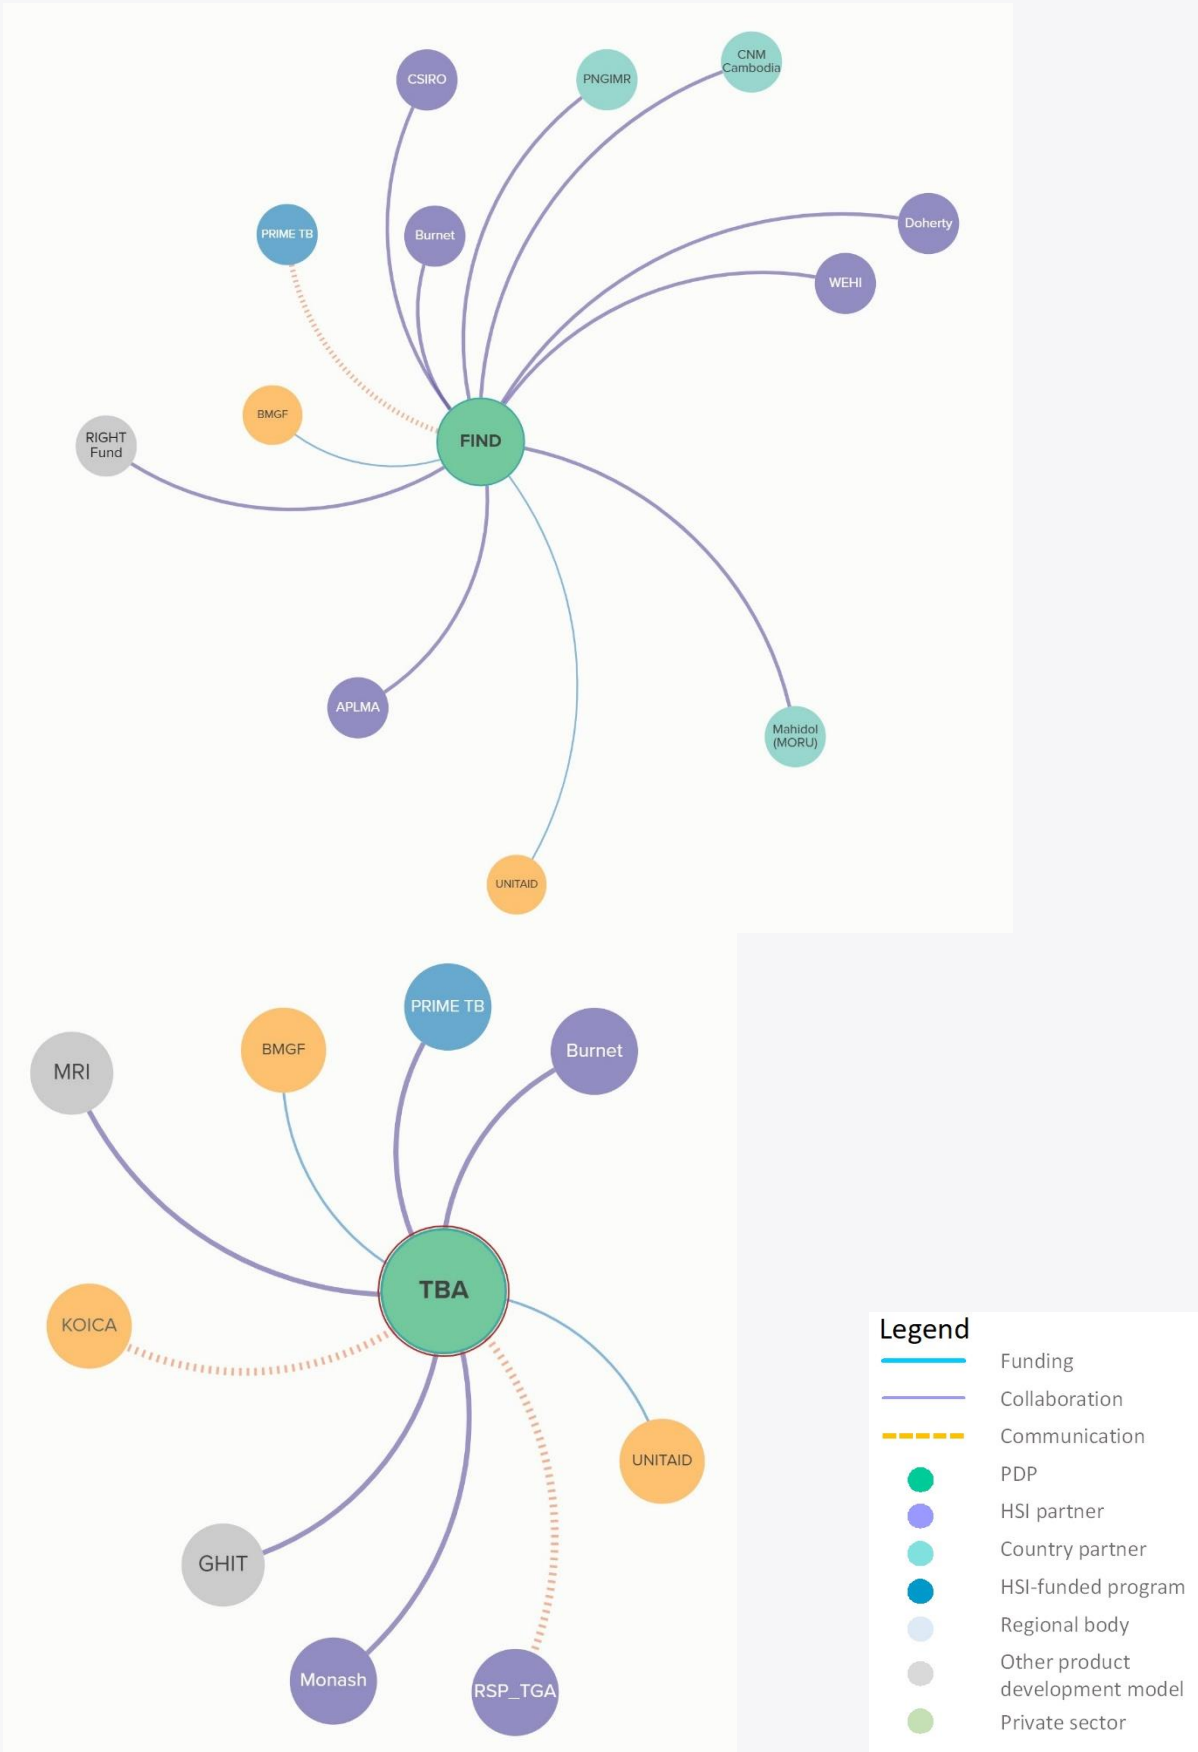 CSIRO
PNGIMR
CNM
Cambodia
PRIME TB
Burnet
Doherty
WEHI
BMGF
RIGHT
Fund
FIND
APLMA
Mahidol
(MORU)
UNITAID
PRIME TB
BMGF
Burnet
MRI
TBA
KOICA
UNITAID
GHIT
Monash
RSP_TGA
Legend
Funding
Collaboration
Communication
PDP
HSI partner
Country partner
HSI-funded program
Regional body
Other product
development model
Private sector